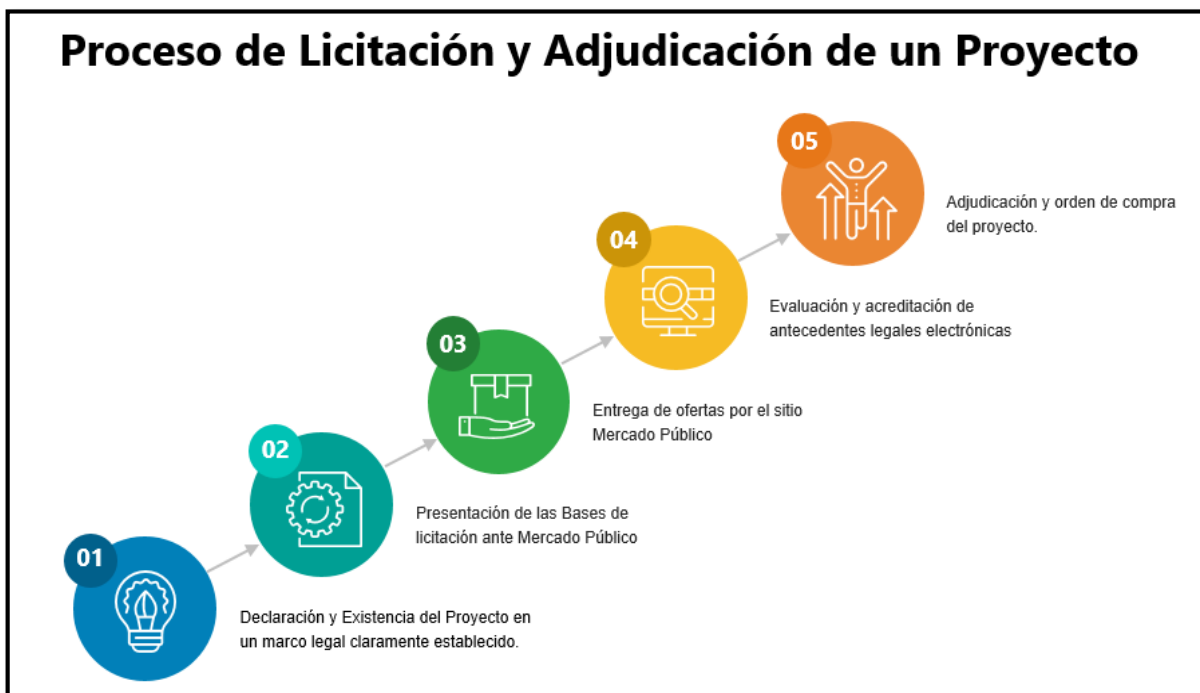 Proceso de Licitación y Adjudicación de un Proyecto
05
Adjudicación y orden de compra
del proyecto.
04
Evaluación y acreditación de
antecedentes legales electrónicas
03
Entrega de ofertas por el sitio
Mercado Público
02
Presentación de las Bases de
licitación ante Mercado Público
01
Declaración y Existencia del Proyecto en
un marco legal claramente establecido.